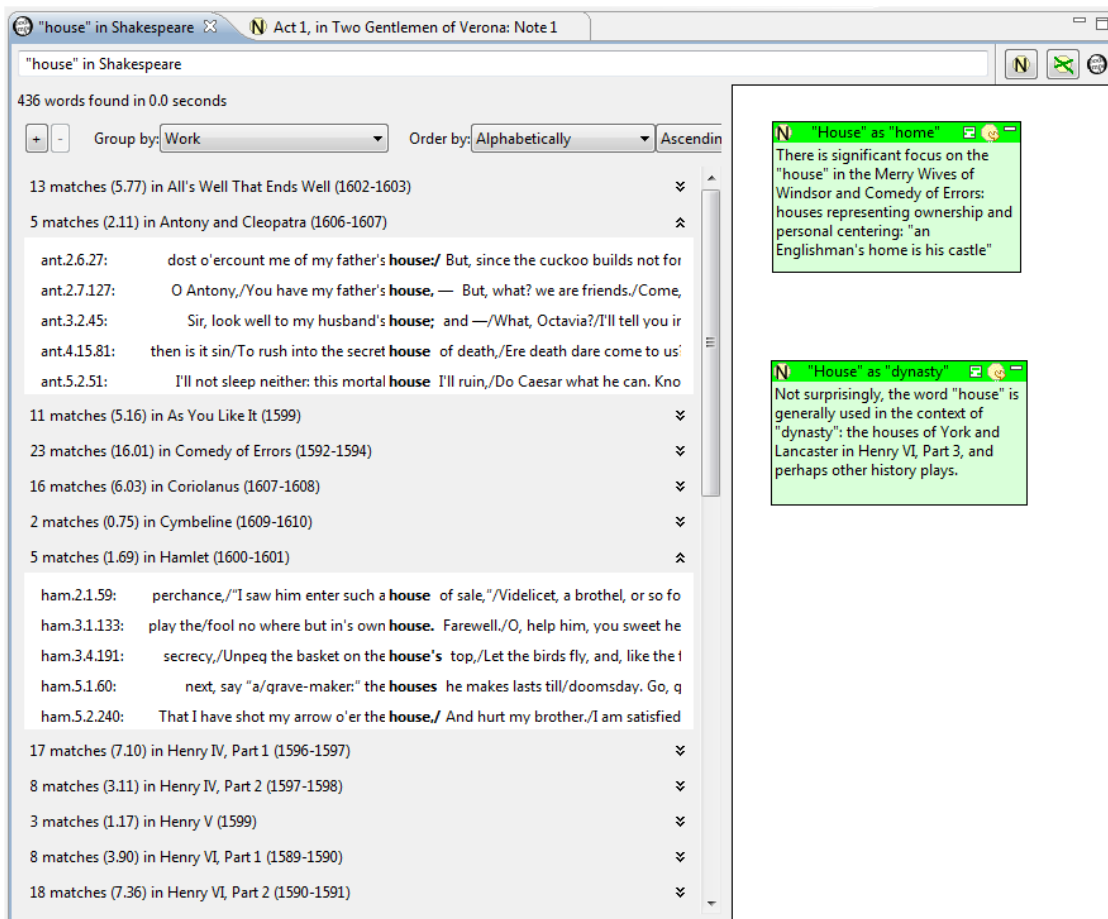 "house" in Shakespeare
Act 1, in Two Gentlemen of Verona: Note 1
"house" in Shakespeare
436 words found in 0.0 seconds
+ - Group by: Work Order by: Alphabetically Ascendin
13 matches (5.77) in All's Well That Ends Well (1602-1603)
5 matches (2.11) in Antony and Cleopatra (1606-1607)
ant.2.6.27: dost o'ercount me of my father's house:/ But, since the cuckoo builds not for
ant.2.7.127: O Antony,/You have my father's house, — But, what? we are friends./Come,
ant.3.2.45: Sir, look well to my husband's house; and —/What, Octavia?/I'll tell you in
ant.4.15.81: then is it sin/To rush into the secret house of death,/Ere death dare come to us?
ant.5.2.51: I'll not sleep neither: this mortal house I'll ruin,/Do Caesar what he can. Kno
11 matches (5.16) in As You Like It (1599)
23 matches (16.01) in Comedy of Errors (1592-1594)
16 matches (6.03) in Coriolanus (1607-1608)
2 matches (0.75) in Cymbeline (1609-1610)
5 matches (1.69) in Hamlet (1600-1601)
ham.2.1.59: perchance,/"I saw him enter such a house of sale,"/Videlicet, a brothel, or so fo
ham.3.1.133: play the/fool no where but in's own house. Farewell./O, help him, you sweet he
ham.3.4.191: secrecy,/Unpeg the basket on the house's top,/Let the birds fly, and, like the f
ham.5.1.60: next, say "a/grave-maker:" the houses he makes lasts till/doomsday. Go, g
ham.5.2.240: That I have shot my arrow o'er the house,/ And hurt my brother./I am satisfied
17 matches (7.10) in Henry IV, Part 1 (1596-1597)
8 matches (3.11) in Henry IV, Part 2 (1597-1598)
3 matches (1.17) in Henry V (1599)
8 matches (3.90) in Henry VI, Part 1 (1589-1590)
18 matches (7.36) in Henry VI, Part 2 (1590-1591)
N "House" as "home"
There is significant focus on the
"house" in the Merry Wives of
Windsor and Comedy of Errors:
houses representing ownership and
personal centering: "an
Englishman's home is his castle"
N "House" as "dynasty"
Not surprisingly, the word "house" is
generally used in the context of
"dynasty": the houses of York and
Lancaster in Henry VI, Part 3, and
perhaps other history plays.